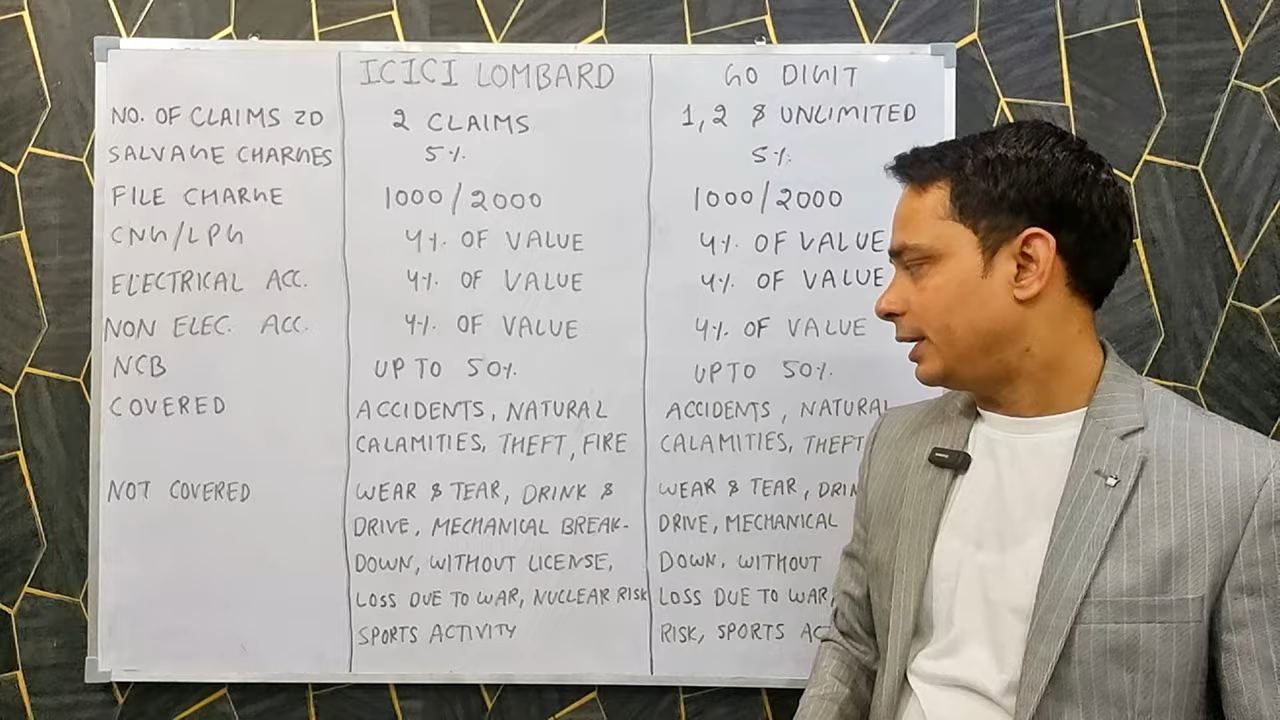 ICICI LOMBARD GO DIGIT
NO. OF CLAIMS ZD 2 CLAIMS 1, 2 & UNLIMITED
SALVAGE CHARGES 5% 5%
FILE CHARGE 1000/2000 1000/2000
CNG/LPG 4% OF VALUE 4% OF VALUE
ELECTRICAL ACC. 4% OF VALUE 4% OF VALUE
NON ELEC. ACC. 4% OF VALUE 4% OF VALUE
NCB UP TO 50% UPTO 50%
COVERED ACCIDENTS, NATURAL ACCIDENTS, NATURAL
CALAMITIES, THEFT, FIRE CALAMITIES, THEFT
NOT COVERED WEAR & TEAR, DRINK & WEAR & TEAR,
DRIVE, MECHANICAL BREAK- DRIVE, MECHANICAL
DOWN, WITHOUT LICENSE, DOWN, WITHOUT
LOSS DUE TO WAR, NUCLEAR RISK LOSS DUE TO WAR,
SPORTS ACTIVITY RISK, SPORTS